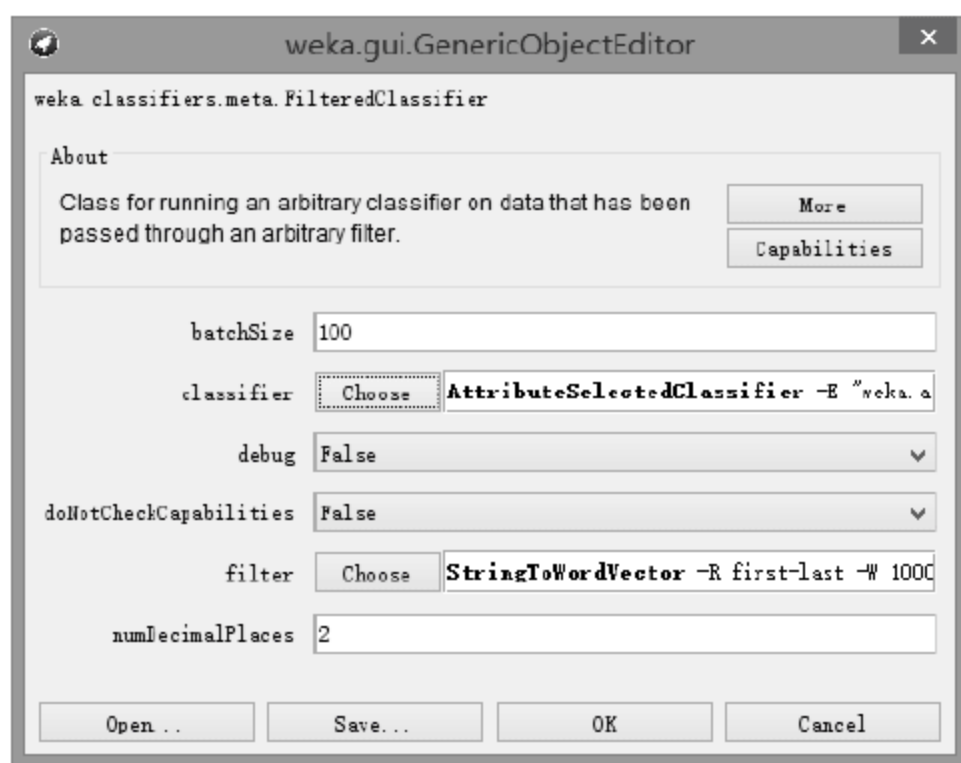 weka.gui.GenericObjectEditor
weka.classifiers.meta.FilteredClassifier
About
Class for running an arbitrary classifier on data that has been
passed through an arbitrary filter.
More
Capabilities
batchSize 100
classifier Choose AttributeSelectedClassifier -E "weka.a
debug False
doNotCheckCapabilities False
filter Choose StringToWordVector -R first-last -W 1000
numDecimalPlaces 2
Open... Save... OK Cancel